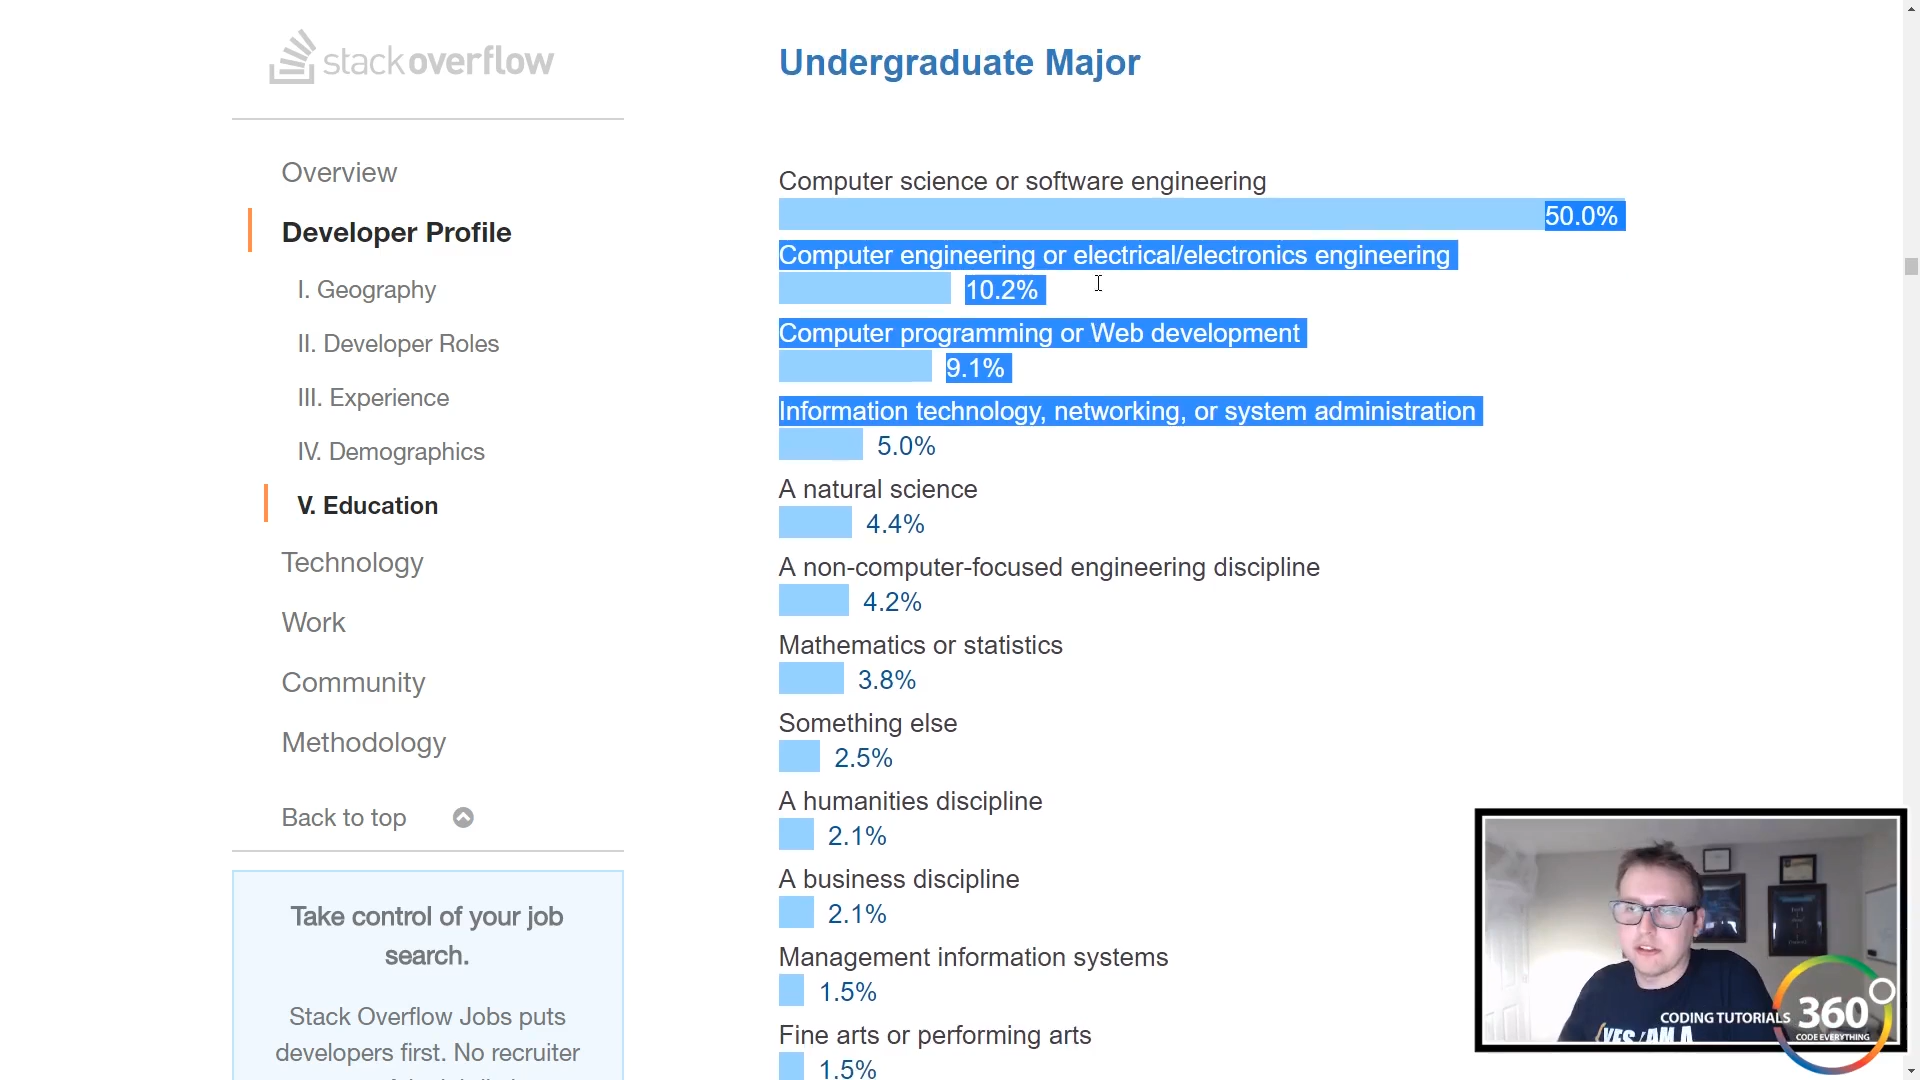 stackoverflow
Undergraduate Major
Overview
Developer Profile
I. Geography
II. Developer Roles
III. Experience
IV. Demographics
V. Education
Technology
Work
Community
Methodology
Back to top
Take control of your job
search.
Stack Overflow Jobs puts
developers first. No recruiter
Computer science or software engineering
50.0%
Computer engineering or electrical/electronics engineering
10.2%
Computer programming or Web development
9.1%
Information technology, networking, or system administration
5.0%
A natural science
4.4%
A non-computer-focused engineering discipline
4.2%
Mathematics or statistics
3.8%
Something else
2.5%
A humanities discipline
2.1%
A business discipline
2.1%
Management information systems
1.5%
Fine arts or performing arts
1.5%
YES I AM A
CODING TUTORIALS 360
CODE EVERYTHING